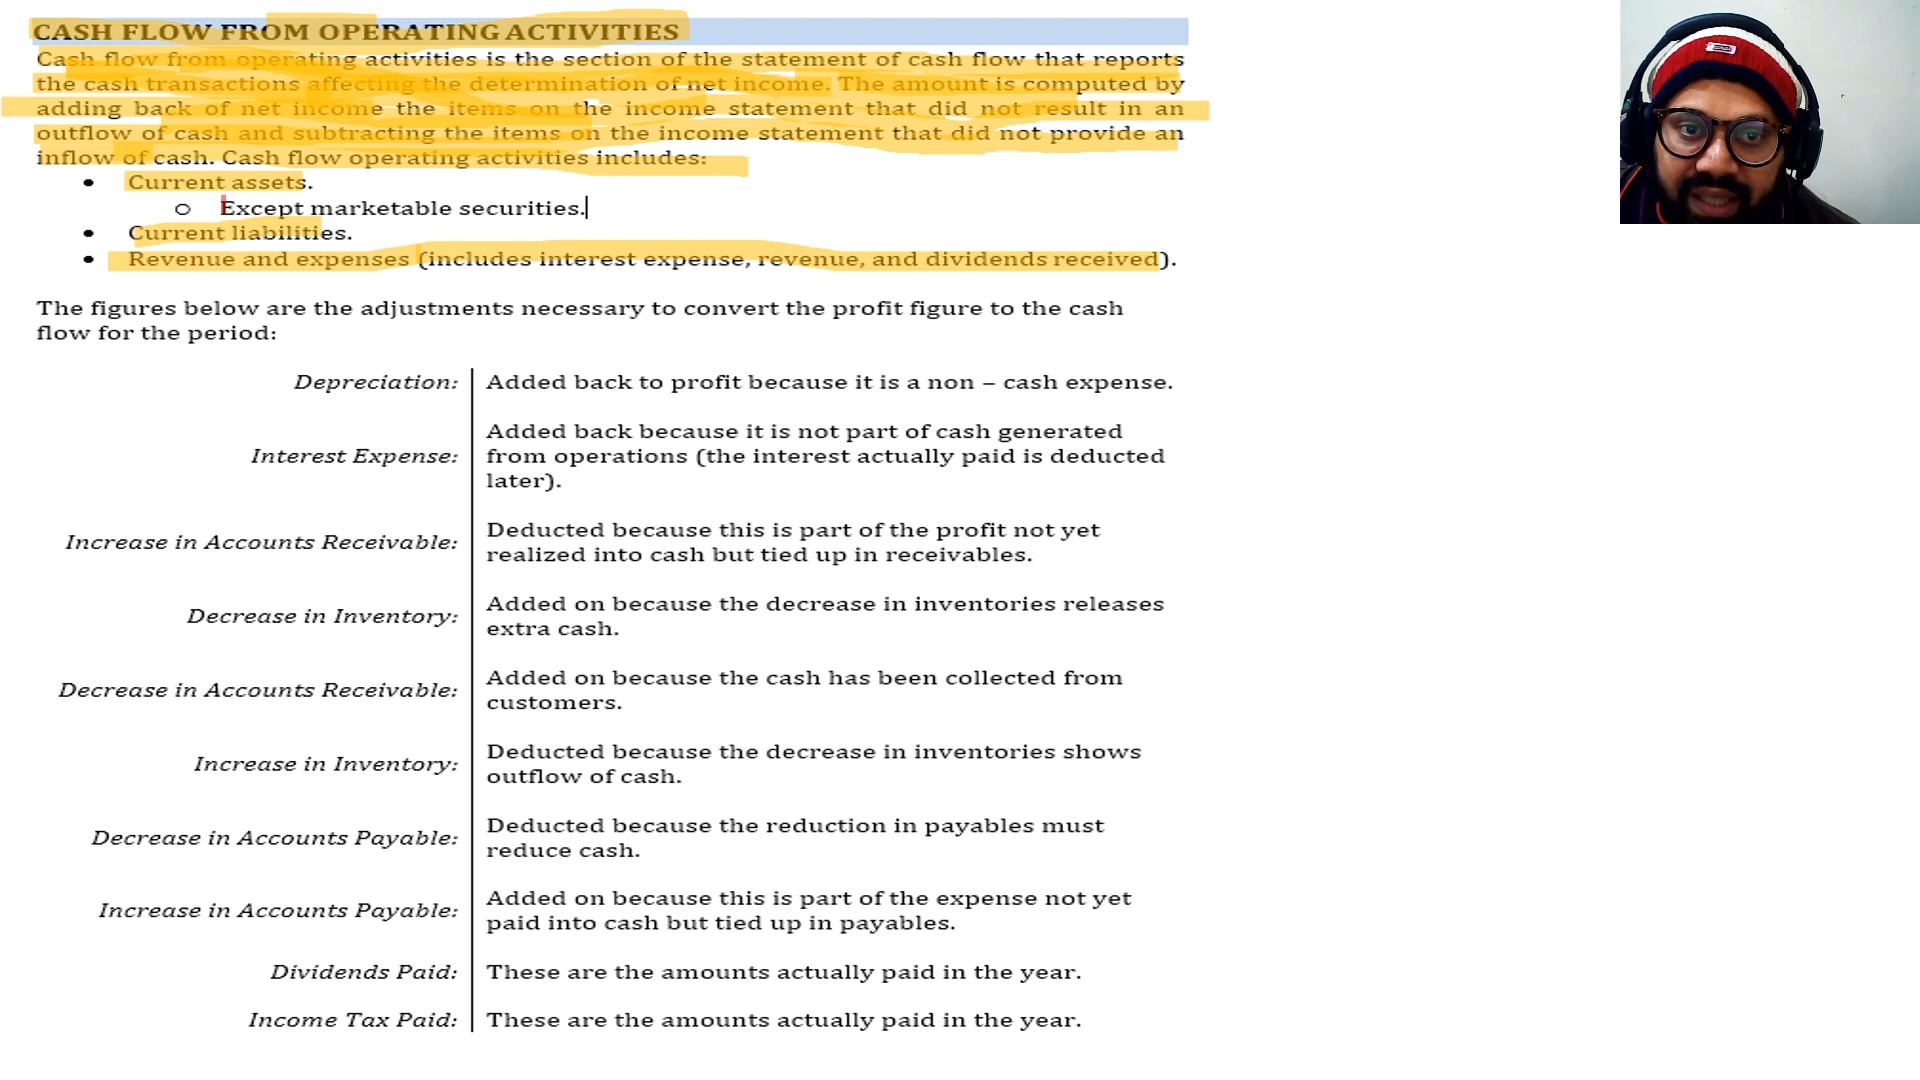 CASH FLOW FROM OPERATING ACTIVITIES
Cash flow from operating activities is the section of the statement of cash flow that reports
the cash transactions affecting the determination of net income. The amount is computed by
adding back of net income the items on the income statement that did not result in an
outflow of cash and subtracting the items on the income statement that did not provide an
inflow of cash. Cash flow operating activities includes:
• Current assets.
o Except marketable securities.
• Current liabilities.
• Revenue and expenses (includes interest expense, revenue, and dividends received).
The figures below are the adjustments necessary to convert the profit figure to the cash
flow for the period:
Depreciation: Added back to profit because it is a non – cash expense.
Added back because it is not part of cash generated
Interest Expense: from operations (the interest actually paid is deducted
later).
Increase in Accounts Receivable: Deducted because this is part of the profit not yet
realized into cash but tied up in receivables.
Decrease in Inventory: Added on because the decrease in inventories releases
extra cash.
Decrease in Accounts Receivable: Added on because the cash has been collected from
customers.
Increase in Inventory: Deducted because the decrease in inventories shows
outflow of cash.
Decrease in Accounts Payable: Deducted because the reduction in payables must
reduce cash.
Increase in Accounts Payable: Added on because this is part of the expense not yet
paid into cash but tied up in payables.
Dividends Paid: These are the amounts actually paid in the year.
Income Tax Paid: These are the amounts actually paid in the year.